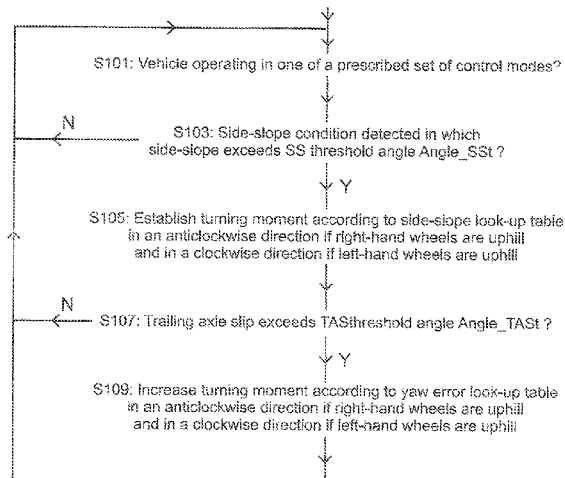 S101: Vehicle operating in one of a prescribed set of control modes?
N
S103: Side-slope condition detected in which
side-slope exceeds SS threshold angle Angle_SSt ?
Y
S105: Establish turning moment according to side-slope look-up table
in an anticlockwise direction if right-hand wheels are uphill
and in a clockwise direction if left-hand wheels are uphill
N
S107: Trailing axle slip exceeds TASthreshold angle Angle_TASt ?
Y
S109: Increase turning moment according to yaw error look-up table
in an anticlockwise direction if right-hand wheels are uphill
and in a clockwise direction if left-hand wheels are uphill